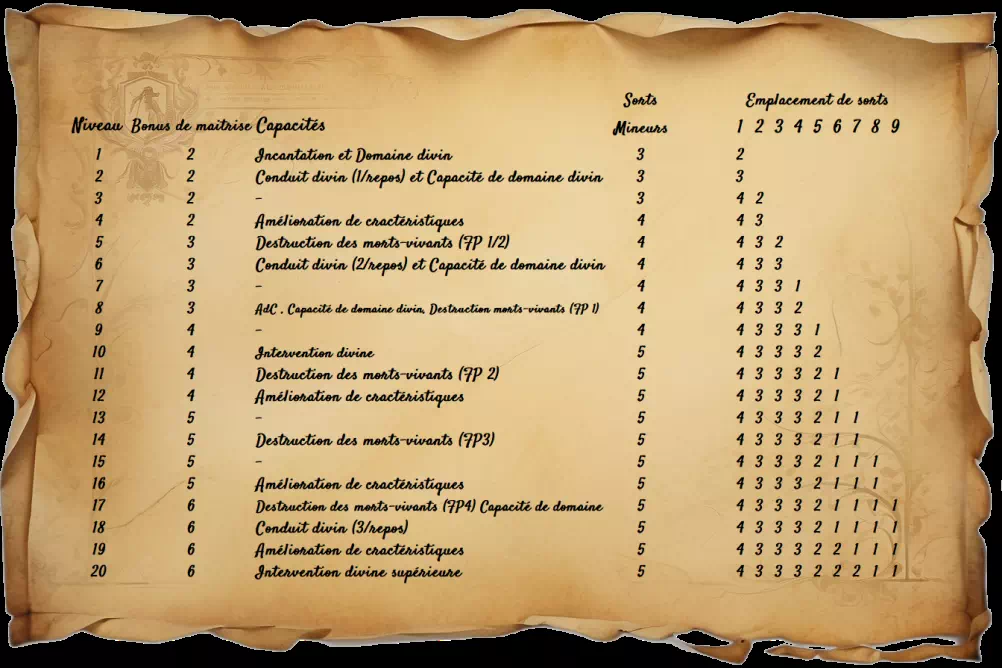 Sorts Emplacement de sorts
Niveau Bonus de maitrise Capacités Mineurs 1 2 3 4 5 6 7 8 9
1 2 Incantation et Domaine divin 3 2
2 2 Conduit divin (1/repos) et Capacité de domaine divin 3 3
3 2 - 3 4 2
4 2 Amélioration de cractéristiques 4 4 3
5 3 Destruction des morts-vivants (FP 1/2) 4 4 3 2
6 3 Conduit divin (2/repos) et Capacité de domaine divin 4 4 3 3
7 3 - 4 4 3 3 1
8 3 AdC . Capacité de domaine divin, Destraction morts-vivants (FP 1) 4 4 3 3 2
9 4 - 4 4 3 3 3 1
10 4 Intervention divine 5 4 3 3 3 2
11 4 Destruction des morts-vivants (FP 2) 5 4 3 3 3 2 1
12 4 Amélioration de cractéristiques 5 4 3 3 3 2 1
13 5 - 5 4 3 3 3 2 1 1
14 5 Destruction des morts-vivants (FP3) 5 4 3 3 3 2 1 1
15 5 - 5 4 3 3 3 2 1 1 1
16 5 Amélioration de cractéristiques 5 4 3 3 3 2 1 1 1
17 6 Destruction des morts-vivants (FP4) Capacité de domaine 5 4 3 3 3 2 1 1 1 1
18 6 Conduit divin (3/repos) 5 4 3 3 3 2 1 1 1 1
19 6 Amélioration de cractéristiques 5 4 3 3 3 2 2 1 1 1
20 6 Intervention divine supérieure 5 4 3 3 3 2 2 2 1 1